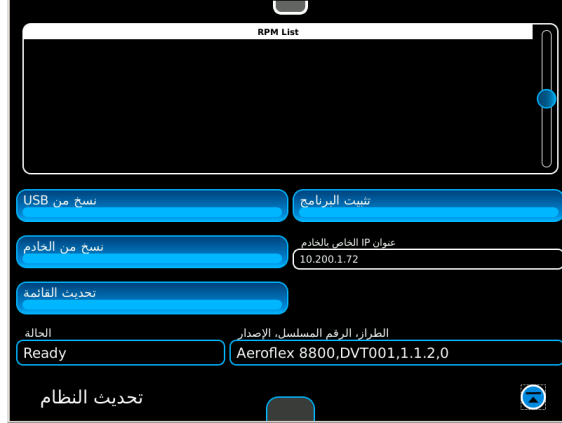 RPM List
نسخ من USB
تثبيت البرنامج
نسخ من الخادم
عنوان IP الخاص بالخادم
10.200.1.72
تحديث القائمة
الحالة
الطراز، الرقم المسلسل، الإصدار
Ready
Aeroflex 8800,DVT001,1.1.2,0
تحديث النظام